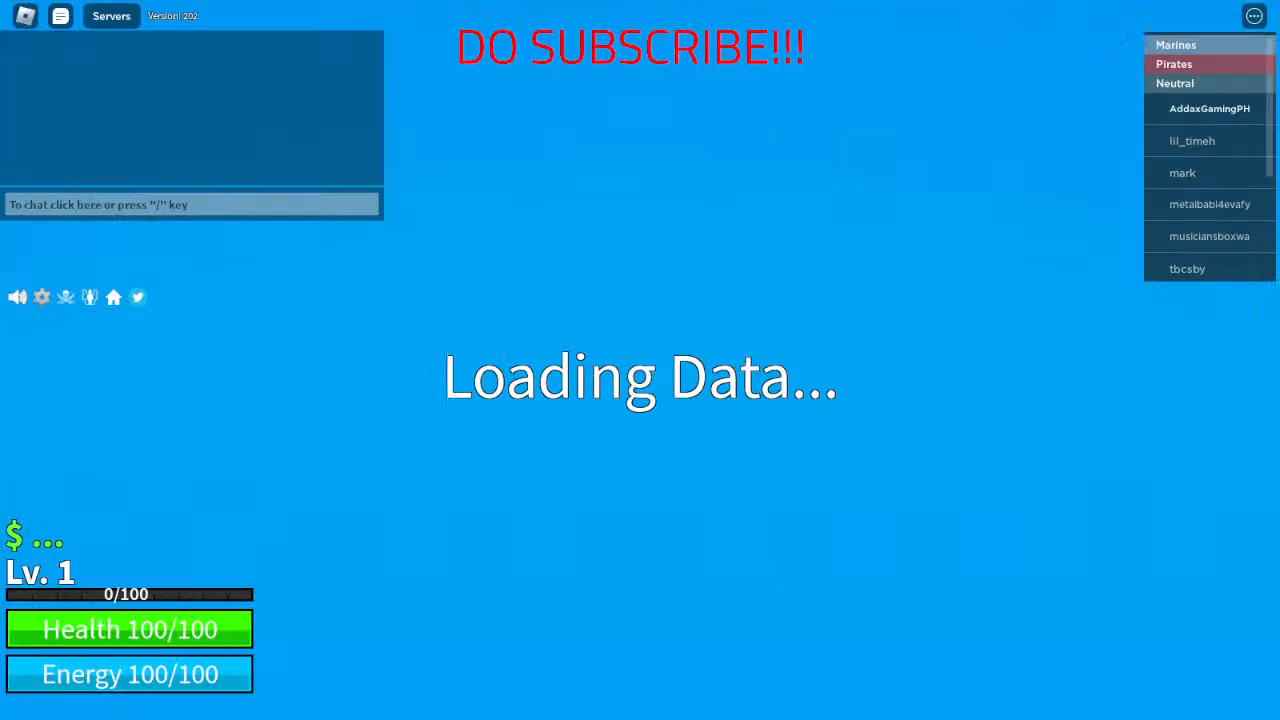 Servers
Version: 202
DO SUBSCRIBE!!!
Marines
Pirates
Neutral
AddaxGamingPH
lil_timeh
mark
metalbabi4evafy
musiciansboxwa
tbcsby
To chat click here or press "/" key
Loading Data...
$ ...
Lv. 1
0/100
Health 100/100
Energy 100/100